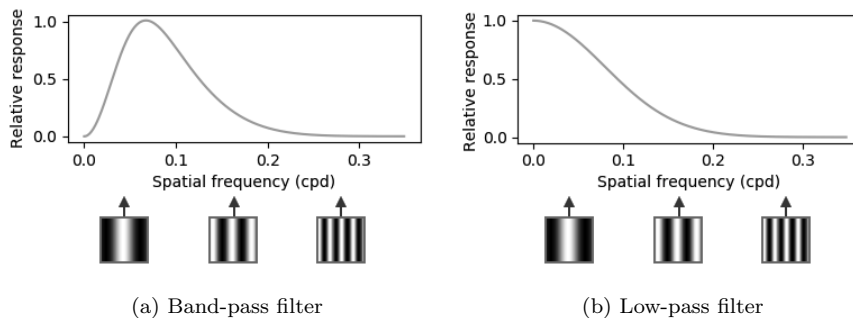 Relative response
1.0
0.5
0.0
0.0
0.1
0.2
0.3
Spatial frequency (cpd)
(a) Band-pass filter
Relative response
1.0
0.5
0.0
0.0
0.1
0.2
0.3
Spatial frequency (cpd)
(b) Low-pass filter